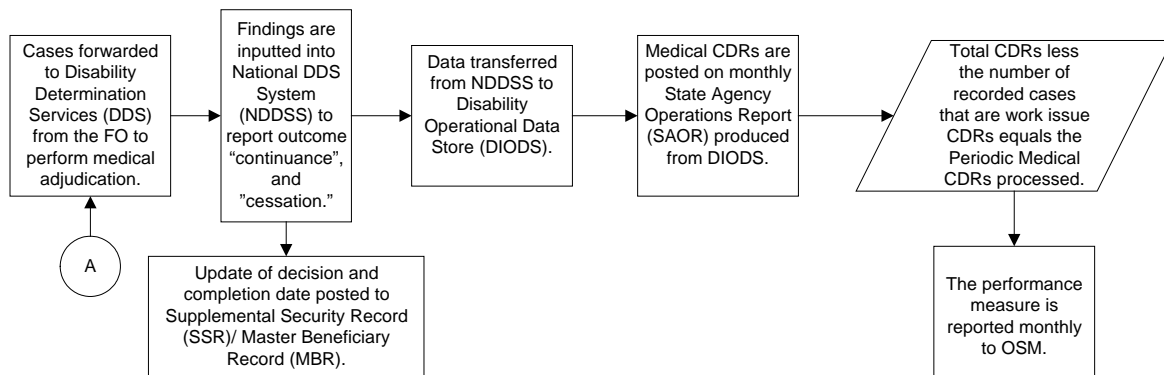 Cases forwarded
to Disability
Determination
Services (DDS)
from the FO to
perform medical
adjudication.
Findings are
inputted into
National DDS
System
(NDDSS) to
report outcome
“continuance”,
and
”cessation.”
Data transferred
from NDDSS to
Disability
Operational Data
Store (DIODS).
Medical CDRs are
posted on monthly
State Agency
Operations Report
(SAOR) produced
from DIODS.
Total CDRs less
the number of
recorded cases
that are work issue
CDRs equals the
Periodic Medical
CDRs processed.
A
Update of decision and
completion date posted to
Supplemental Security Record
(SSR)/ Master Beneficiary
Record (MBR).
The performance
measure is
reported monthly
to OSM.